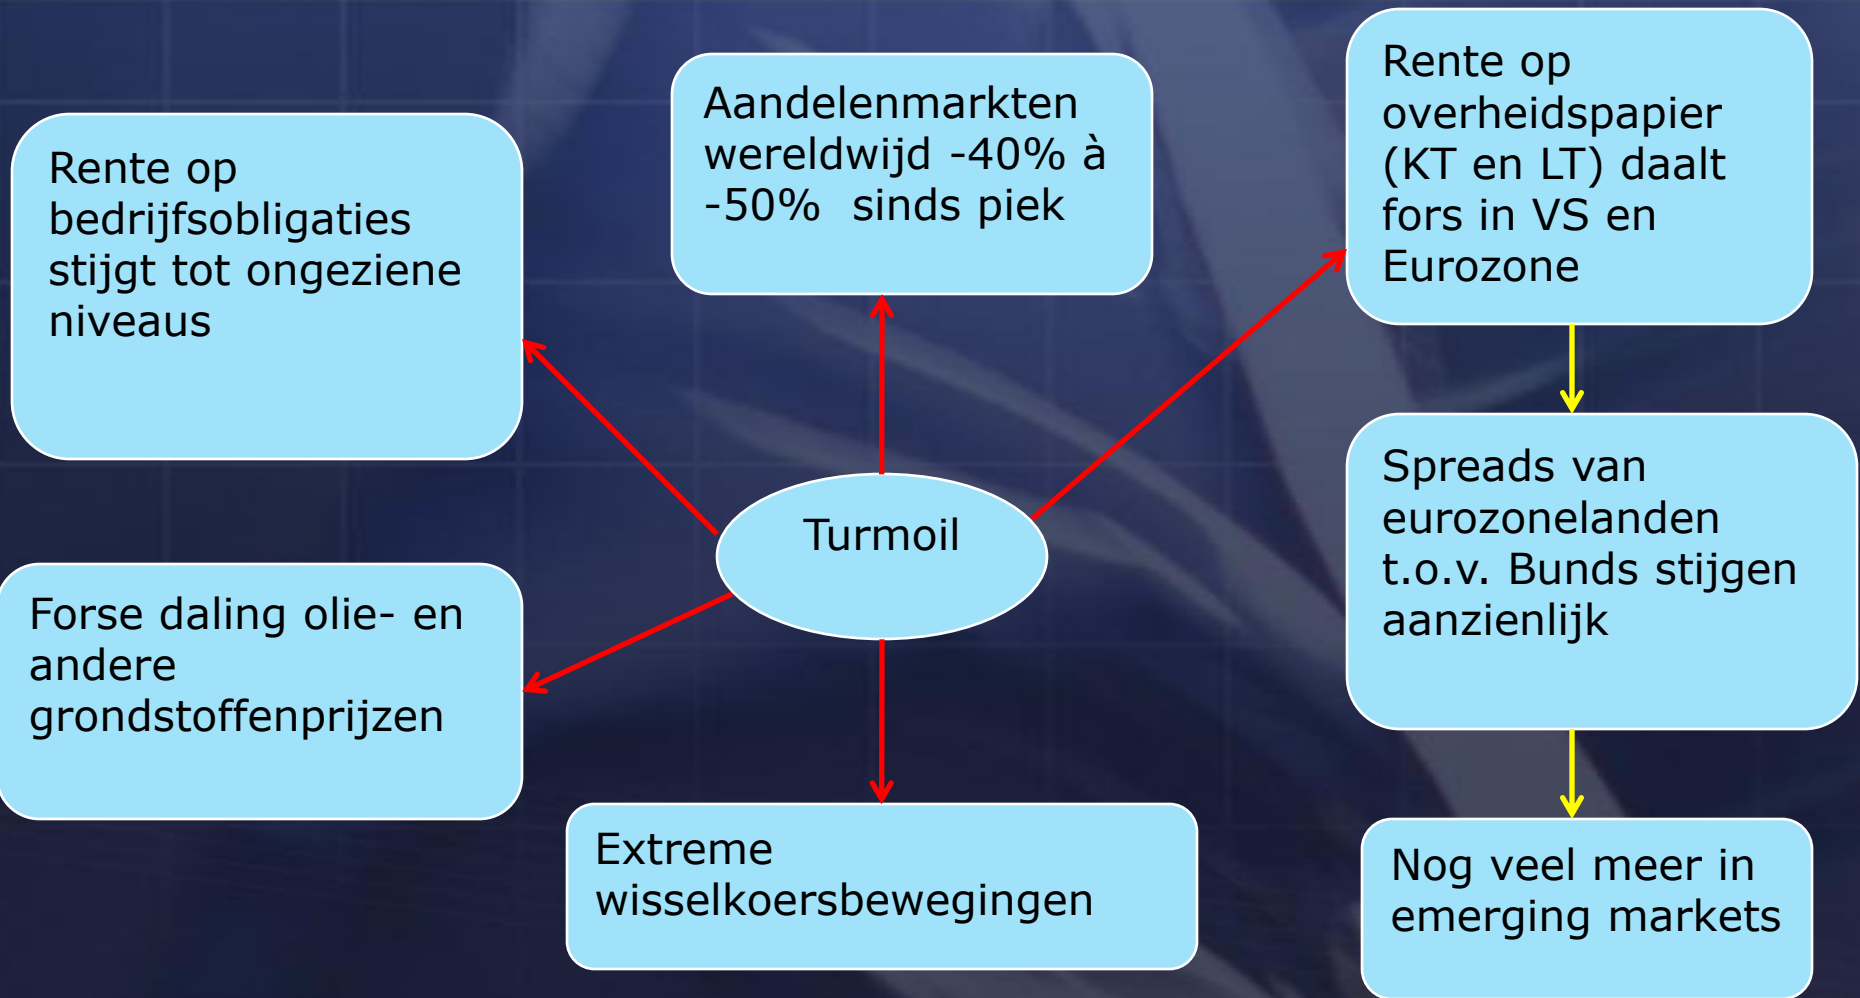 Rente op
bedrijfsobligaties
stijgt tot ongeziene
niveaus
Aandelenmarkten
wereldwijd -40% à
-50%  sinds piek
Rente op
overheidspapier
(KT en LT) daalt
fors in VS en
Eurozone
Turmoil
Spreads van
eurozonelanden
t.o.v. Bunds stijgen
aanzienlijk
Forse daling olie- en
andere
grondstoffenprijzen
Extreme
wisselkoersbewegingen
Nog veel meer in
emerging markets